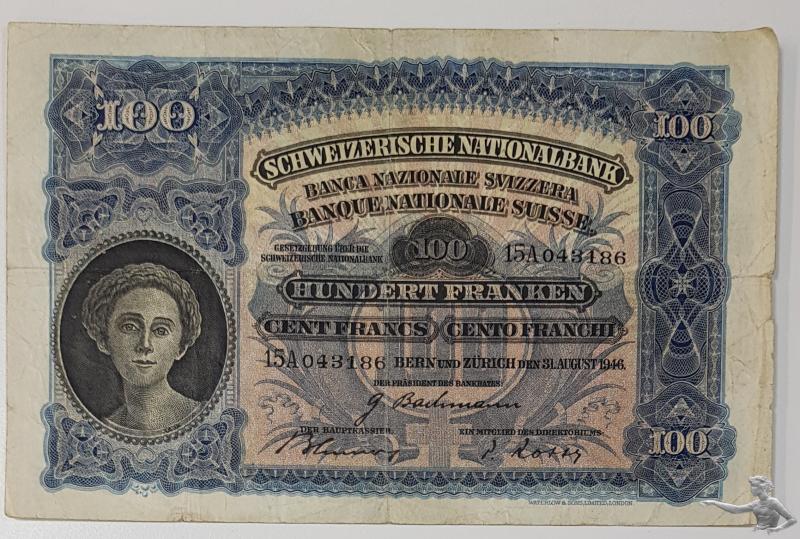 100
100
SCHWEIZERISCHE NATIONALBANK
BANCA NAZIONALE SVIZZERA
BANQUE NATIONALE SUISSE.
GESETZGEBUNG ÜBER DIE
SCHWEIZERISCHE NATIONALBANK
100
15A043186
HUNDERT FRANKEN
CENT FRANCS CENTO FRANCHI
15A043186 BERN UND ZÜRICH DEN 31. AUGUST 1946.
DER PRÄSIDENT DES BANKRATES:
G. Bachmann
DER HAUPTKASSIER. EIN MITGLIED DES DIREKTORIUMS
100
WATERLOW & SONS, LIMITED, LONDON.